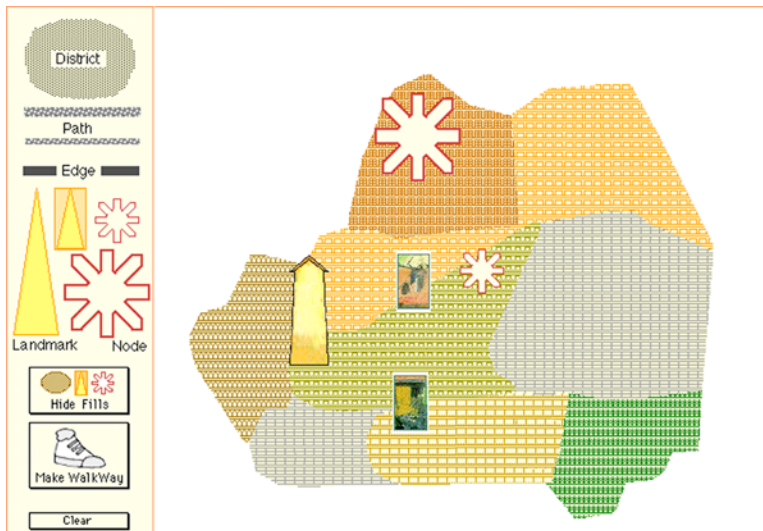 District
Path
Edge
Landmark
Node
Hide Fills
Make WalkWay
Clear